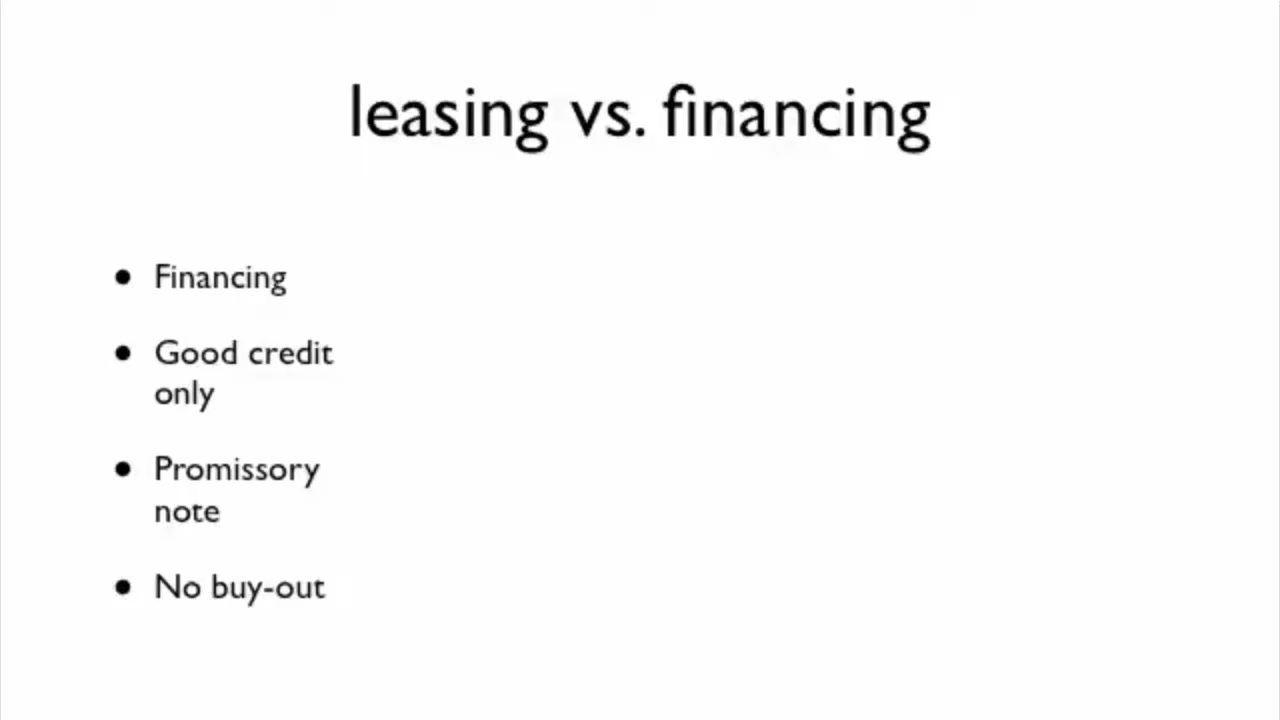 leasing vs. financing
• Financing
• Good credit
only
• Promissory
note
• No buy-out